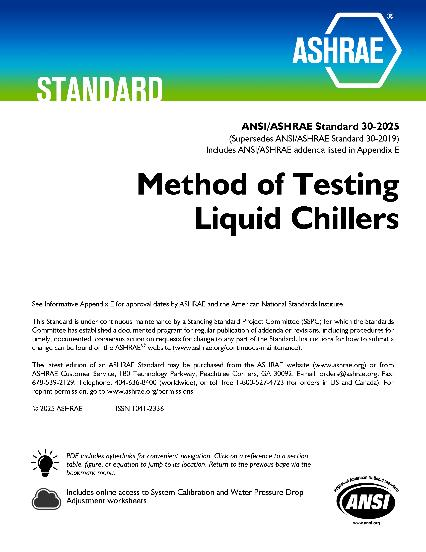 ASHRAE®
STANDARD
ANSI/ASHRAE Standard 30-2025
(Supersedes ANSI/ASHRAE Standard 30-2019)
Includes ANSI/ASHRAE addenda listed in Appendix E
Method of Testing
Liquid Chillers
See Informative Appendix E for approval dates by ASHRAE and the American National Standards Institute.
This Standard is under continuous maintenance by a Standing Standard Project Committee (SSPC) for which the Standards
Committee has established a documented program for regular publication of addenda or revisions, including procedures for
timely, documented, consensus action on requests for change to any part of the Standard. Instructions for how to submit a
change can be found on the ASHRAE® website (www.ashrae.org/continuous-maintenance).
The latest edition of an ASHRAE Standard may be purchased from the ASHRAE website (www.ashrae.org) or from
ASHRAE Customer Service, 180 Technology Parkway, Peachtree Corners, GA 30092. E-mail: orders@ashrae.org. Fax:
678-539-2129. Telephone: 404-636-8400 (worldwide), or toll free 1-800-527-4723 (for orders in US and Canada). For
reprint permission, go to www.ashrae.org/permissions.
© 2025 ASHRAE ISSN 1041-2336
PDF includes hyperlinks for convenient navigation. Click on a reference to a section,
table, figure, or equation to jump to its location. Return to the previous page via the
bookmark menu.
Includes online access to System Calibration and Water Pressure Drop
Adjustment worksheets
ANSI
www.ansi.org